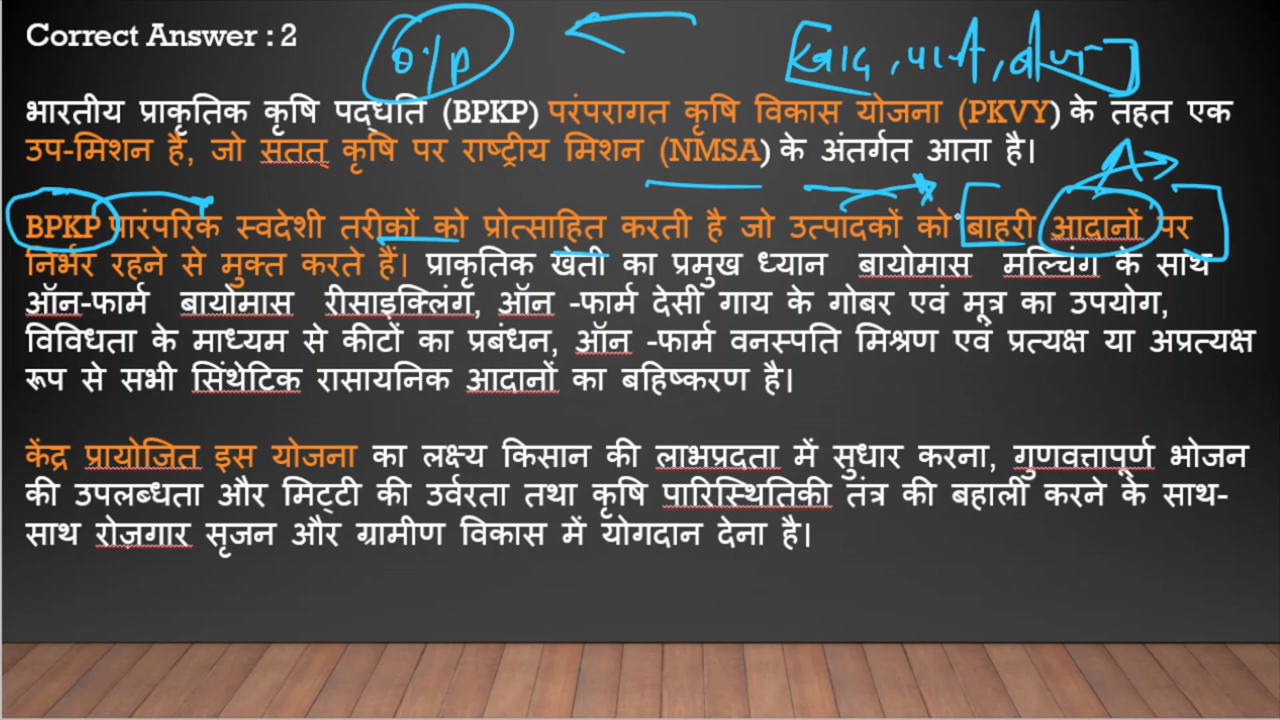 Correct Answer : 2
o/p
[खाद, पानी, बीज]
भारतीय प्राकृतिक कृषि पद्धति (BPKP) परंपरागत कृषि विकास योजना (PKVY) के तहत एक
उप-मिशन है, जो संतत् कृषि पर राष्ट्रीय मिशन (NMSA) के अंतर्गत आता है।
BPKP पारंपरिक स्वदेशी तरीकों को प्रोत्साहित करती है जो उत्पादकों को बाहरी आदानों पर
निर्भर रहने से मुक्त करते हैं। प्राकृतिक खेती का प्रमुख ध्यान बायोमास मल्चिंग के साथ
ऑन-फार्म बायोमास रीसाइक्लिंग, ऑन -फार्म देसी गाय के गोबर एवं मूत्र का उपयोग,
विविधता के माध्यम से कीटों का प्रबंधन, ऑन -फार्म वनस्पति मिश्रण एवं प्रत्यक्ष या अप्रत्यक्ष
रूप से सभी सिंथेटिक रासायनिक आदानों का बहिष्करण है।
केंद्र प्रायोजित इस योजना का लक्ष्य किसान की लाभप्रदता में सुधार करना, गुणवत्तापूर्ण भोजन
की उपलब्धता और मिट्टी की उर्वरता तथा कृषि पारिस्थितिकी तंत्र की बहाली करने के साथ-
साथ रोज़गार सृजन और ग्रामीण विकास में योगदान देना है।